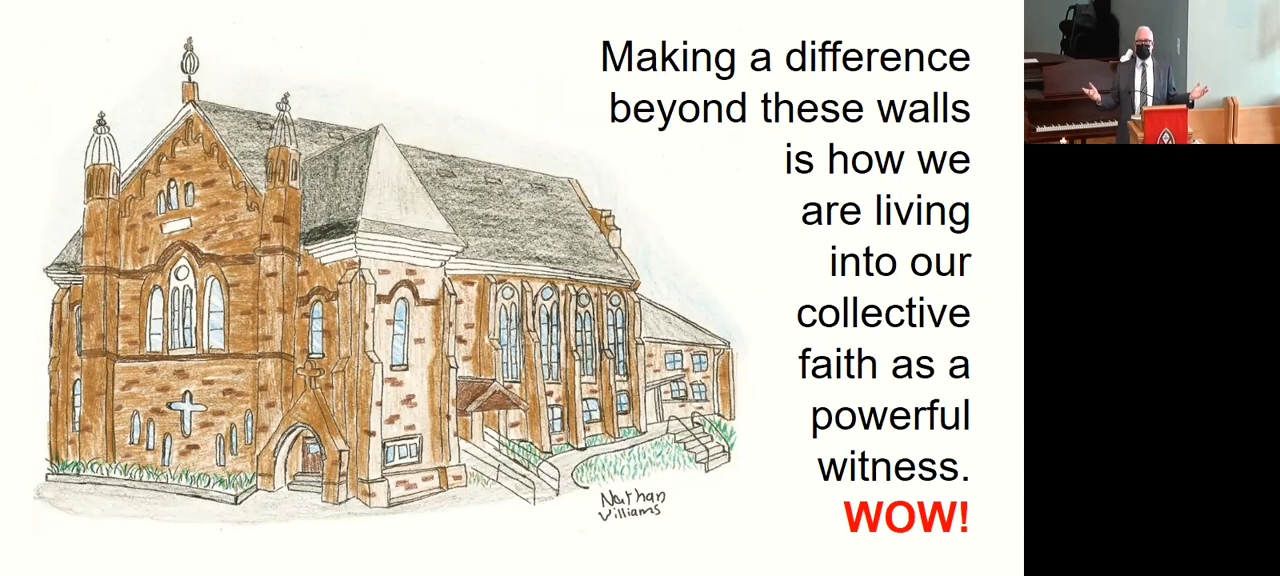 Making a difference
beyond these walls
is how we
are living
into our
collective
faith as a
powerful
witness.
WOW!
Nathan
Williams